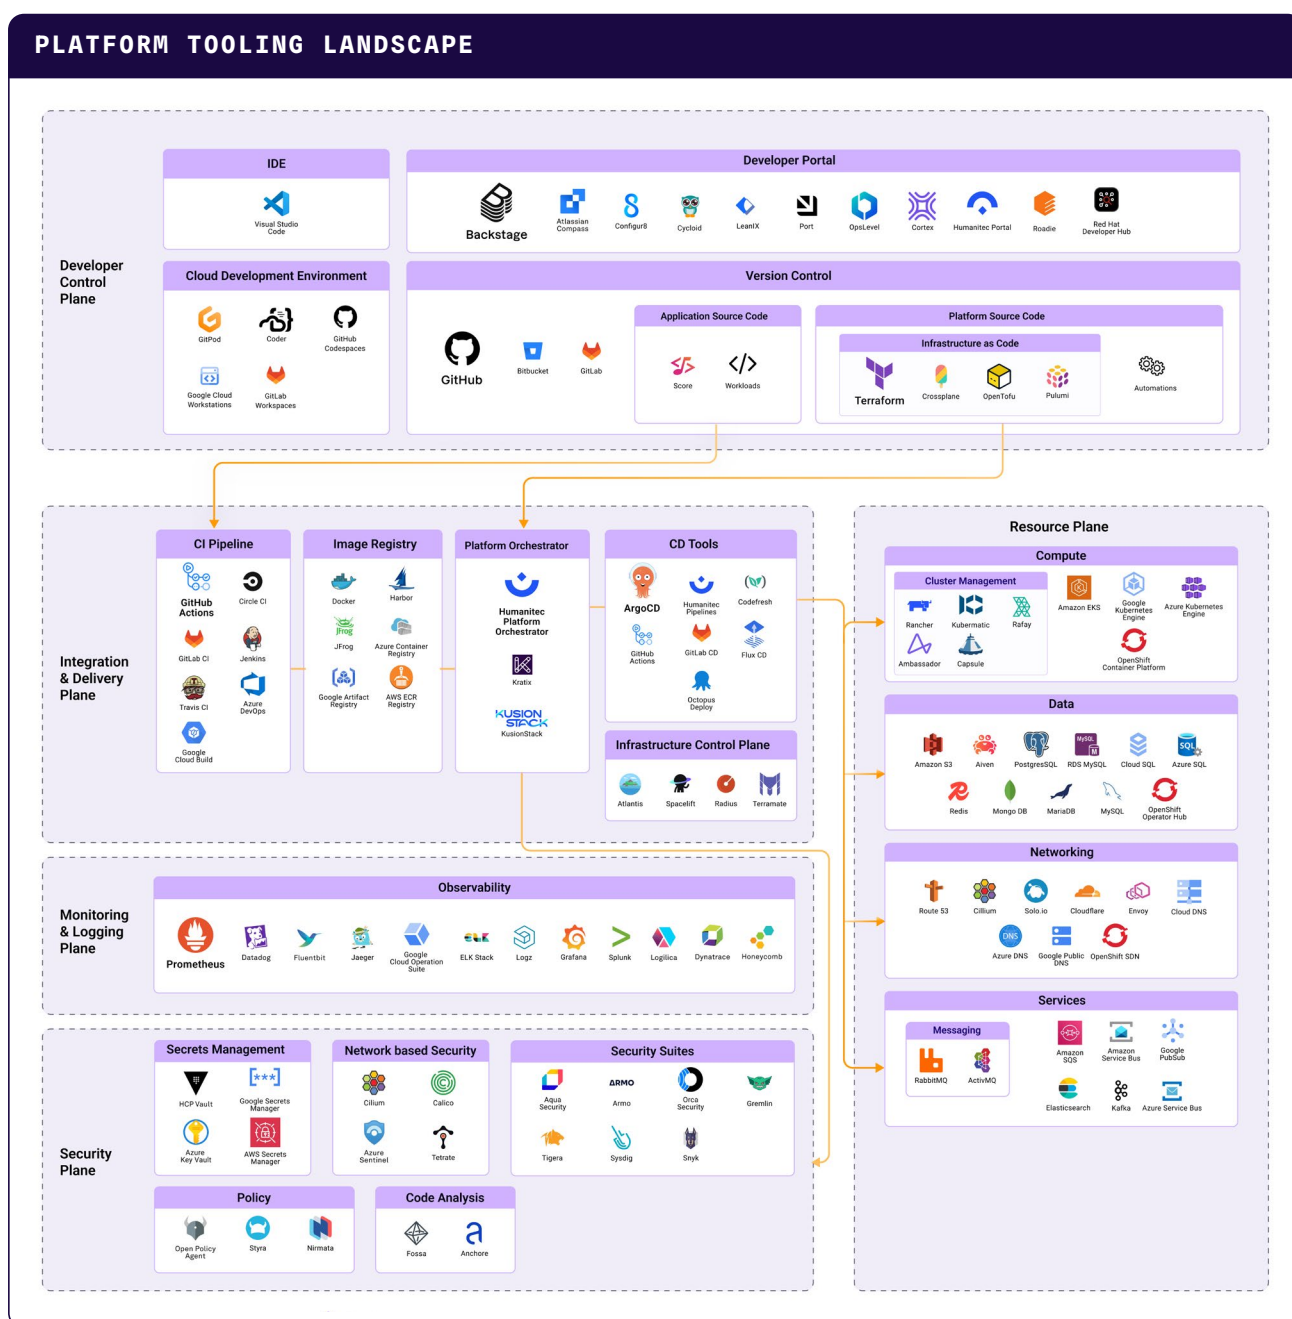 PLATFORM TOOLING LANDSCAPE
Developer
Control
Plane
IDE
Visual Studio
Code
Developer Portal
Backstage
Atlassian
Compass
Configur8
Cycloid
LeanIX
Port
OpsLevel
Cortex
Humanitec Portal
Roadie
Red Hat
Developer Hub
Cloud Development Environment
GitPod
Coder
GitHub
Codespaces
Google Cloud
Workstations
GitLab
Workspaces
Version Control
GitHub
Bitbucket
GitLab
Application Source Code
Score
Workloads
Platform Source Code
Infrastructure as Code
Terraform
Crossplane
OpenTofu
Pulumi
Automations
Integration
& Delivery
Plane
CI Pipeline
GitHub
Actions
Circle CI
GitLab CI
Jenkins
Travis CI
Azure
DevOps
Google
Cloud Build
Image Registry
Docker
Harbor
JFrog
JFrog
Azure Container
Registry
Google Artifact
Registry
AWS ECR
Registry
Platform Orchestrator
Humanitec
Platform
Orchestrator
Kratix
KUSION
STACK
KusionStack
CD Tools
ArgoCD
Humanitec
Pipelines
Codefresh
GitHub
Actions
GitLab CD
Flux CD
Octopus
Deploy
Infrastructure Control Plane
Atlantis
Spacelift
Radius
Terramate
Resource Plane
Compute
Cluster Management
Rancher
Kubermatic
Rafay
Ambassador
Capsule
Amazon EKS
Google
Kubernetes
Engine
Azure Kubernetes
Engine
OpenShift
Container Platform
Data
Amazon S3
Aiven
PostgresSQL
MySQL
RDS MySQL
Cloud SQL
SQL
Azure SQL
Redis
Mongo DB
MariaDB
MySQL
OpenShift
Operator Hub
Networking
Route 53
Cillium
Solo.io
Cloudflare
Envoy
Cloud DNS
DNS
Azure DNS
Google Public
DNS
OpenShift SDN
Services
Messaging
RabbitMQ
ActivMQ
Amazon
SQS
Amazon
Service Bus
Google
PubSub
Elasticsearch
Kafka
Azure Service Bus
Monitoring
& Logging
Plane
Observability
Prometheus
Datadog
Fluentbit
Jaeger
Google
Cloud Operation
Suite
ELK
ELK Stack
Logz
Grafana
Splunk
Logilica
Dynatrace
Honeycomb
Security
Plane
Secrets Management
HCP Vault
[***]
Google Secrets
Manager
Azure
Key Vault
AWS Secrets
Manager
Network based Security
Cilium
Calico
Azure
Sentinel
Tetrate
Security Suites
Aqua
Security
ARMO
Armo
Orca
Security
Gremlin
Tigera
Sysdig
Snyk
Policy
Open Policy
Agent
Styra
Nirmata
Code Analysis
Fossa
Anchore